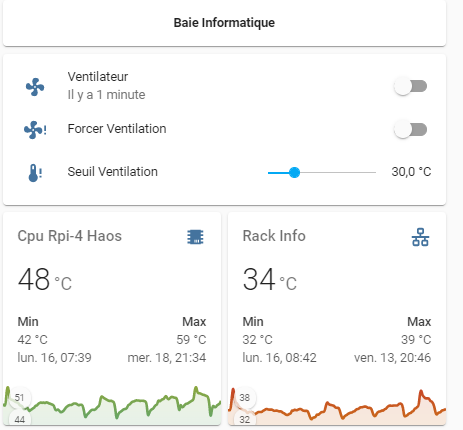 Baie Informatique
Ventilateur
Il y a 1 minute
Forcer Ventilation
Seuil Ventilation 30,0 °C
Cpu Rpi-4 Haos
48 °C
Min Max
42 °C 59 °C
lun. 16, 07:39 mer. 18, 21:34
51
44
Rack Info
34 °C
Min Max
32 °C 39 °C
lun. 16, 08:42 ven. 13, 20:46
38
32